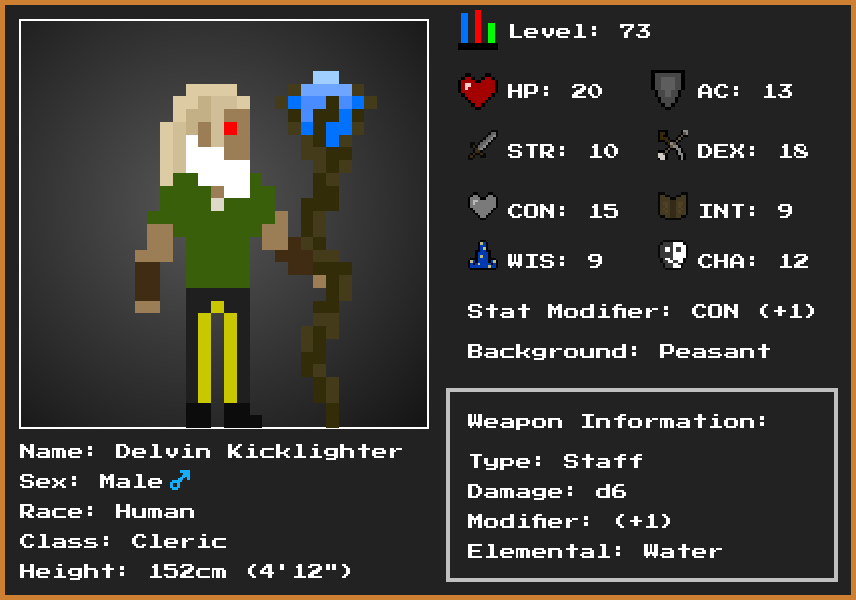 Level: 73
HP: 20
AC: 13
STR: 10
DEX: 18
CON: 15
INT: 9
WIS: 9
CHA: 12
Stat Modifier: CON (+1)
Background: Peasant
Weapon Information:
Type: Staff
Damage: d6
Modifier: (+1)
Elemental: Water
Name: Delvin Kicklighter
Sex: Male♂
Race: Human
Class: Cleric
Height: 152cm (4'12")